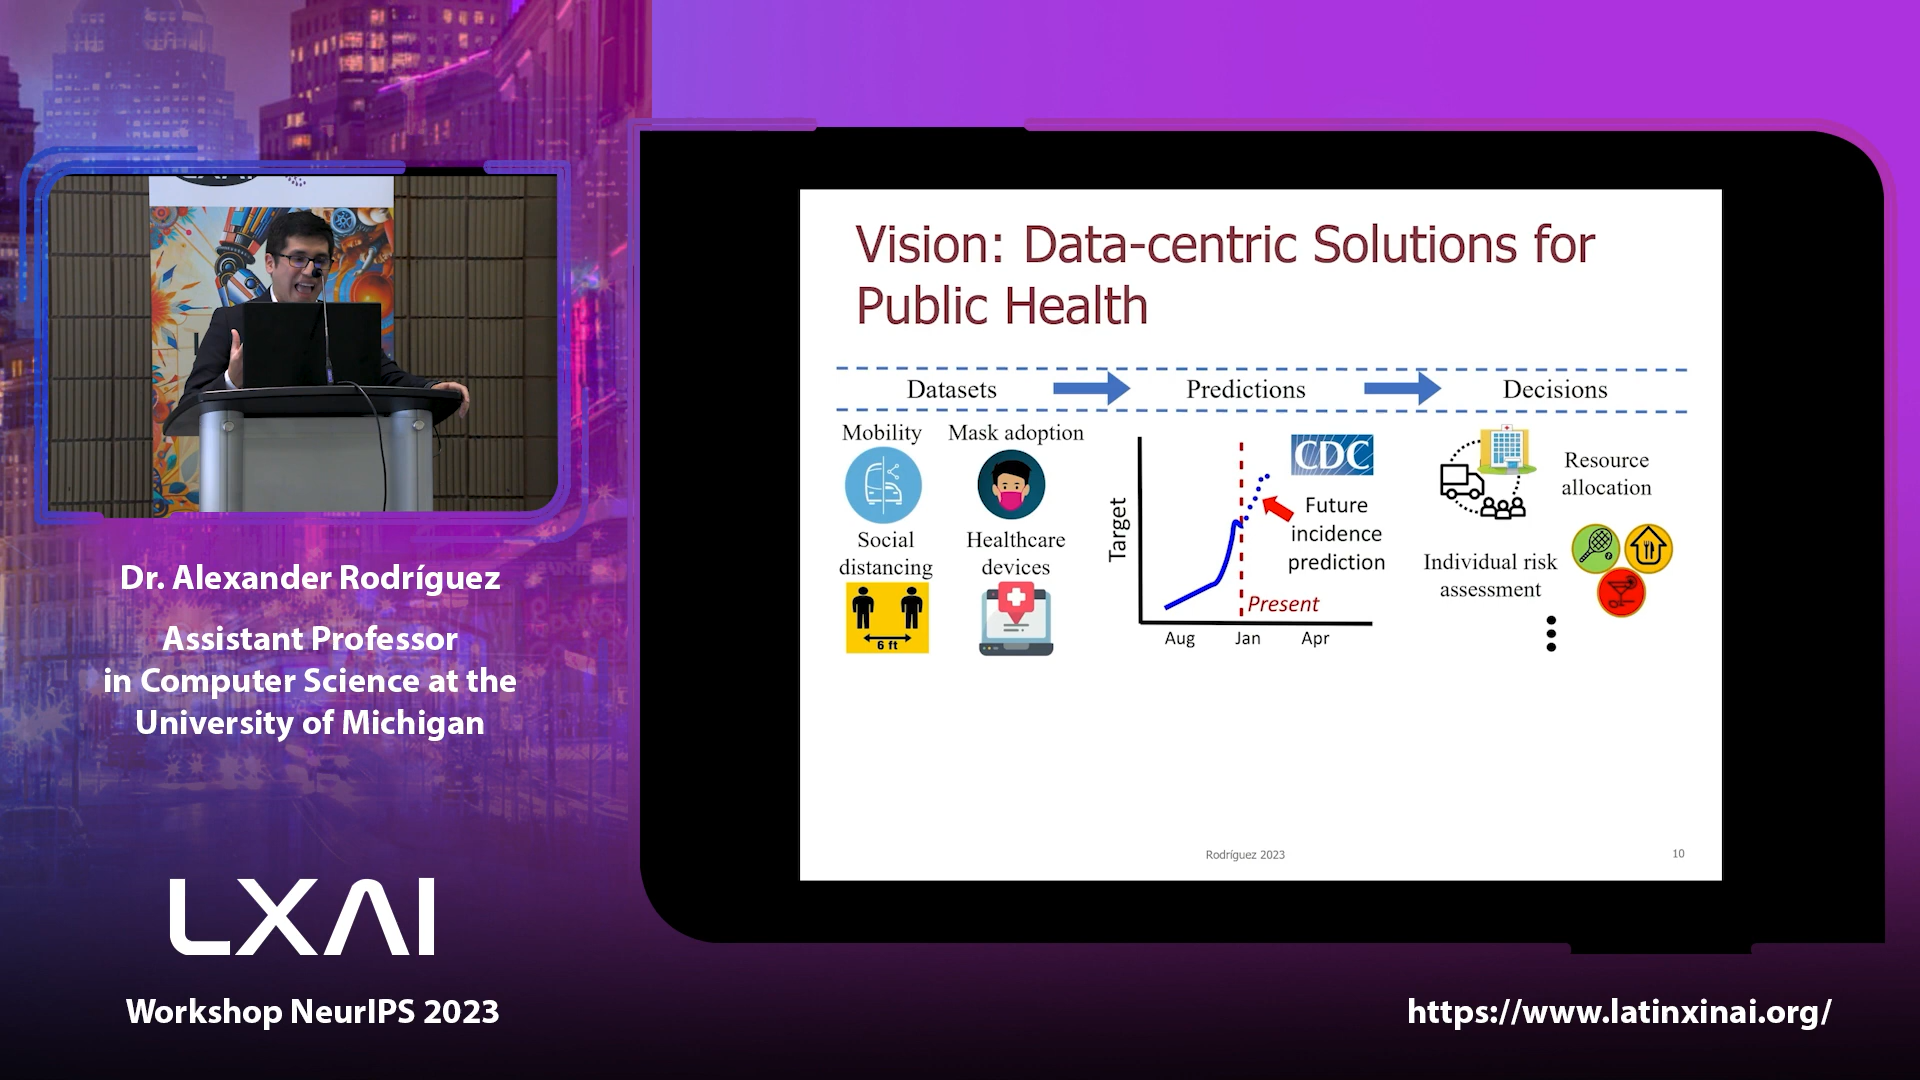 Dr. Alexander Rodríguez
Assistant Professor
in Computer Science at the
University of Michigan
LXAI
Workshop NeurIPS 2023
Vision: Data-centric Solutions for
Public Health
Datasets
Predictions
Decisions
Mobility
Mask adoption
Social
distancing
6 ft
Healthcare
devices
Target
CDC
Future
incidence
prediction
Present
Aug
Jan
Apr
Resource
allocation
Individual risk
assessment
Rodríguez 2023
10
https://www.latinxinai.org/